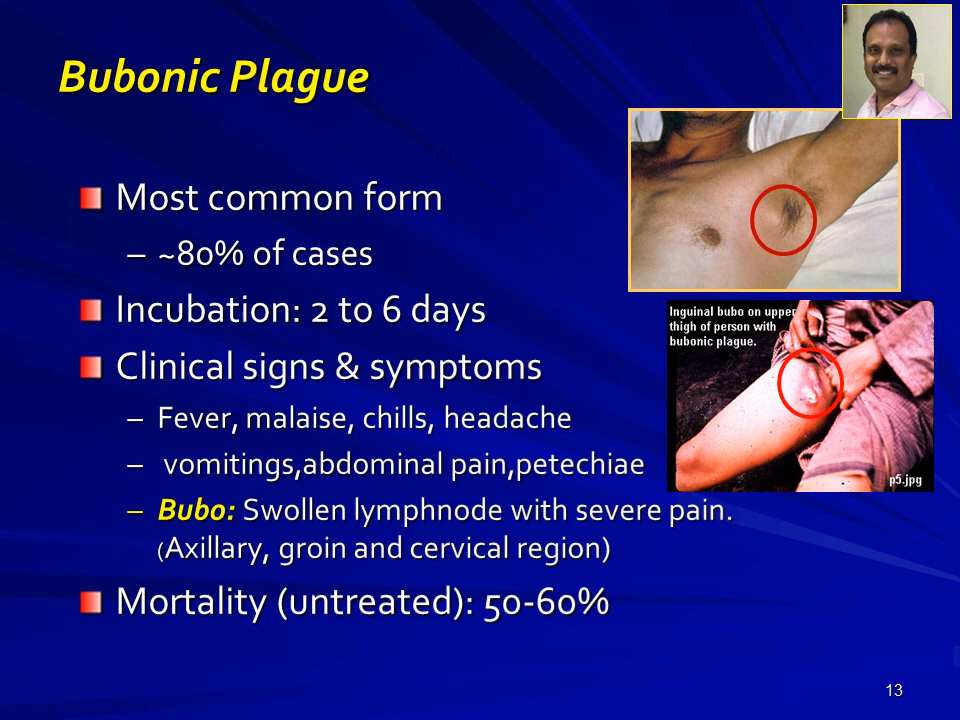 Bubonic Plague
Most common form
– ~80% of cases
Incubation: 2 to 6 days
Clinical signs & symptoms
– Fever, malaise, chills, headache
– vomitings,abdominal pain,petechiae
– Bubo: Swollen lymphnode with severe pain.
(Axillary, groin and cervical region)
Mortality (untreated): 50-60%
Inguinal bubo on upper
thigh of person with
bubonic plague.
p5.jpg
13